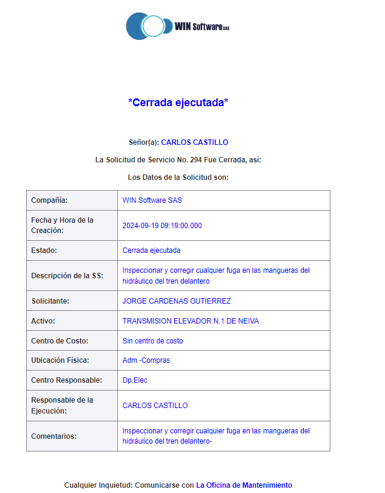 WIN Software SAS
*Cerrada ejecutada*
Señor(a): CARLOS CASTILLO
La Solicitud de Servicio No. 294 Fue Cerrada, así:
Los Datos de la Solicitud son:
Compañía: WIN Software SAS
Fecha y Hora de la
Creación: 2024-09-19 09:19:00.000
Estado: Cerrada ejecutada
Descripción de la SS: Inspeccionar y corregir cualquier fuga en las mangueras del
hidráulico del tren delantero
Solicitante: JORGE CARDENAS GUTIERREZ
Activo: TRANSMISION ELEVADOR N.1 DE NEIVA
Centro de Costo: Sin centro de costo
Ubicación Física: Adm.-Compras
Centro Responsable: Dp.Elec
Responsable de la
Ejecución: CARLOS CASTILLO
Comentarios: Inspeccionar y corregir cualquier fuga en las mangueras del
hidráulico del tren delantero-
Cualquier Inquietud: Comunicarse con La Oficina de Mantenimiento